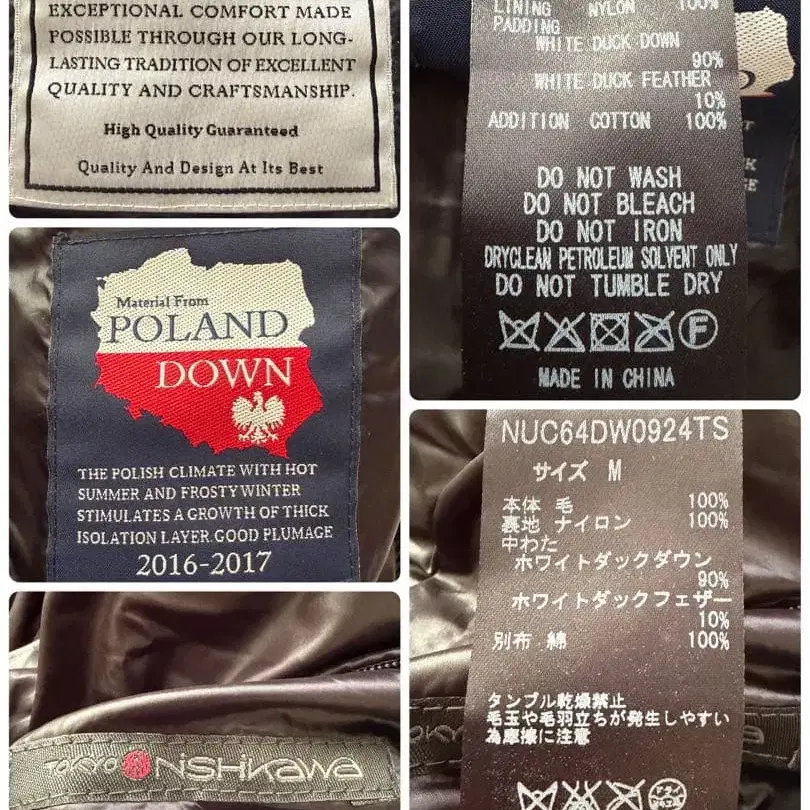 EXCEPTIONAL COMFORT MADE
POSSIBLE THROUGH OUR LONG-
LASTING TRADITION OF EXCELLENT
QUALITY AND CRAFTSMANSHIP.
High Quality Guaranteed
Quality And Design At Its Best
Material From
POLAND
DOWN
THE POLISH CLIMATE WITH HOT
SUMMER AND FROSTY WINTER
STIMULATES A GROWTH OF THICK
ISOLATION LAYER.GOOD PLUMAGE
2016-2017
TOKYO NiSHiKaWa
LINING NYLON 100%
PADDING
WHITE DUCK DOWN
90%
WHITE DUCK FEATHER
10%
ADDITION COTTON 100%
DO NOT WASH
DO NOT BLEACH
DO NOT IRON
DRYCLEAN PETROLEUM SOLVENT ONLY
DO NOT TUMBLE DRY
F
MADE IN CHINA
NUC64DW0924TS
サイズ M
本体 毛 100%
裏地 ナイロン 100%
中わた
ホワイトダックダウン
90%
ホワイトダックフェザー
10%
別布 綿 100%
タンブル乾燥禁止
毛玉や毛羽立ちが発生しやすい
為摩擦に注意